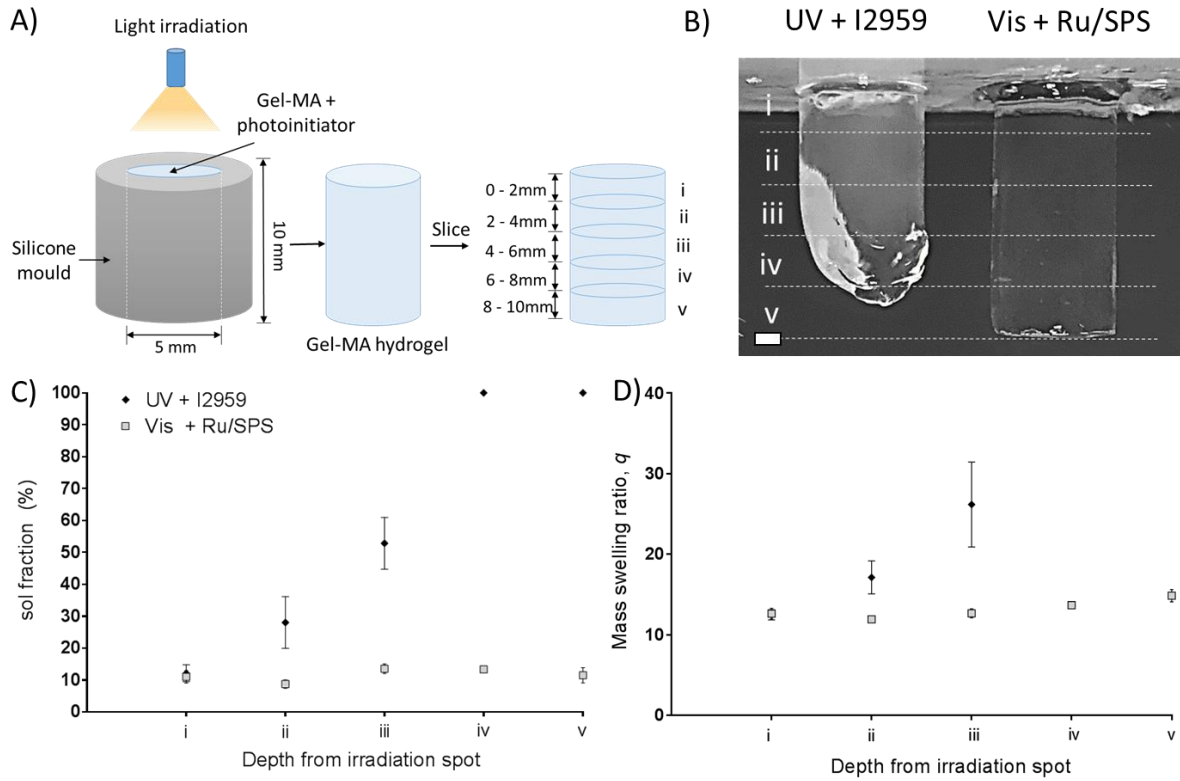 A)
Light irradiation
Gel-MA +
photoinitiator
Silicone
mould
10 mm
5 mm
Gel-MA hydrogel
Slice
0 - 2mm
i
2 - 4mm
ii
4 - 6mm
iii
6 - 8mm
iv
8 - 10mm
v
B)
UV + I2959
Vis + Ru/SPS
i
ii
iii
iv
v
C)
UV + I2959
Vis + Ru/SPS
sol fraction (%)
100
90
80
70
60
50
40
30
20
10
0
i
ii
iii
iv
v
Depth from irradiation spot
D)
Mass swelling ratio, q
40
30
20
10
0
i
ii
iii
iv
v
Depth from irradiation spot